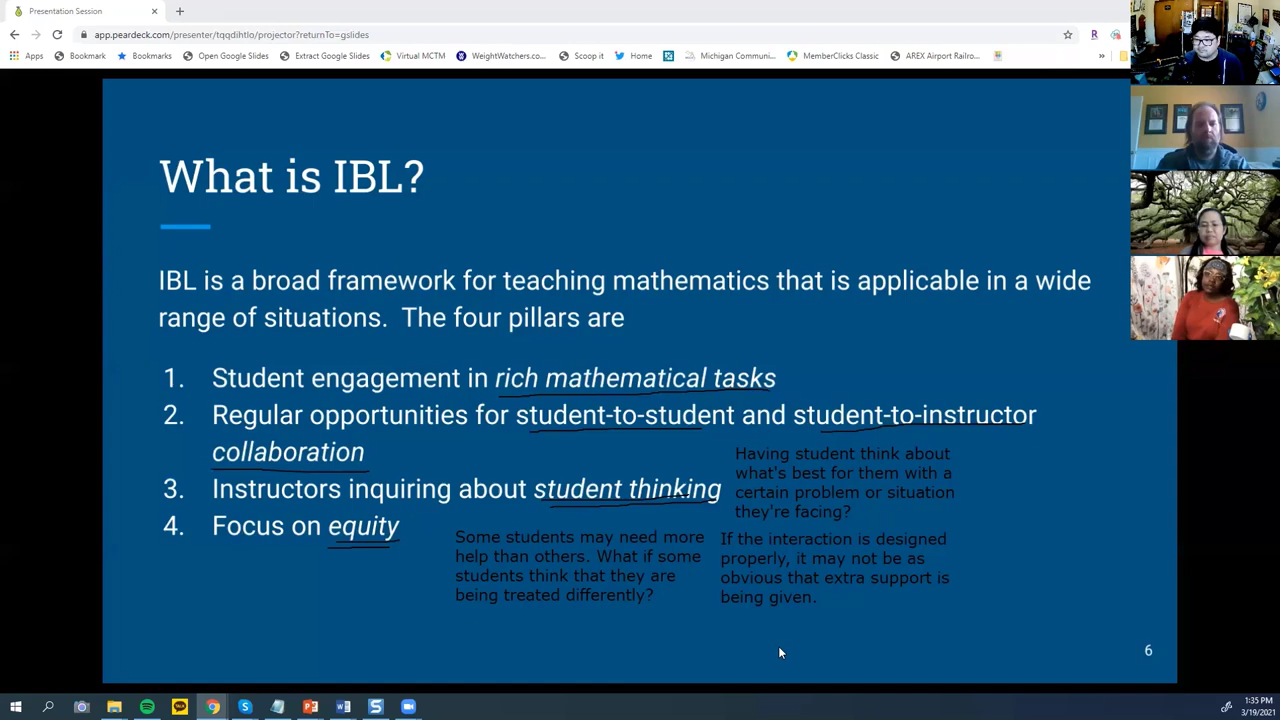 Presentation Session
app.peardeck.com/presenter/tqqdihtlo/projector?returnTo=gslides
Apps Bookmark Bookmarks Open Google Slides Extract Google Slides Virtual MCTM WeightWatchers.co... Scoop it Home Michigan Communi... MemberClicks Classic AREX Airport Railro... »
What is IBL?
IBL is a broad framework for teaching mathematics that is applicable in a wide
range of situations. The four pillars are
1. Student engagement in rich mathematical tasks
2. Regular opportunities for student-to-student and student-to-instructor
collaboration
3. Instructors inquiring about student thinking
4. Focus on equity
Having student think about
what's best for them with a
certain problem or situation
they're facing?
Some students may need more
help than others. What if some
students think that they are
being treated differently?
If the interaction is designed
properly, it may not be as
obvious that extra support is
being given.
6
1:35 PM
3/19/2021